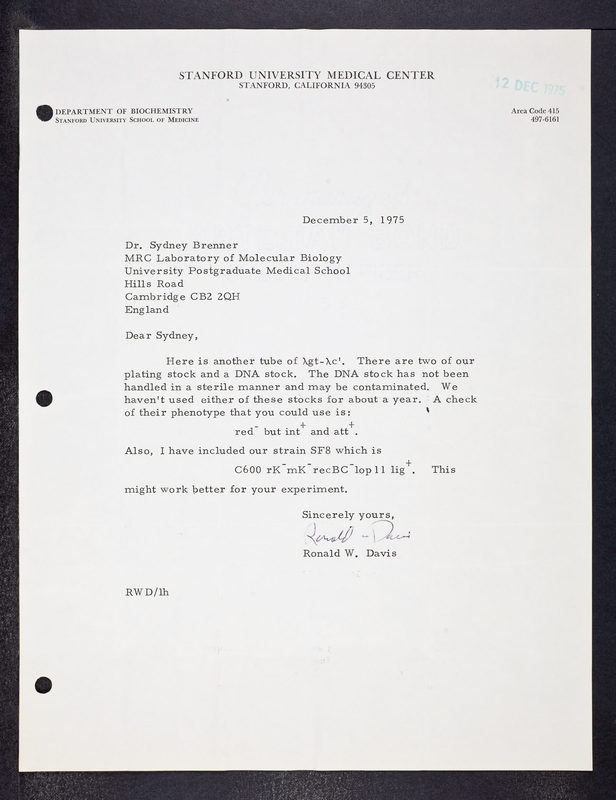 STANFORD UNIVERSITY MEDICAL CENTER
STANFORD, CALIFORNIA 94305
12 DEC 1975
DEPARTMENT OF BIOCHEMISTRY
STANFORD UNIVERSITY SCHOOL OF MEDICINE
Area Code 415
497-6161
December 5, 1975
Dr. Sydney Brenner
MRC Laboratory of Molecular Biology
University Postgraduate Medical School
Hills Road
Cambridge CB2 2QH
England
Dear Sydney,
Here is another tube of λgt-λc'. There are two of our
plating stock and a DNA stock. The DNA stock has not been
handled in a sterile manner and may be contaminated. We
haven't used either of these stocks for about a year. A check
of their phenotype that you could use is:
red⁻ but int⁺ and att⁺.
Also, I have included our strain SF8 which is
C600 rK⁻mK⁻recBC⁻lop11 lig⁺. This
might work better for your experiment.
Sincerely yours,
Ronald W Davis
Ronald W. Davis
RWD/lh